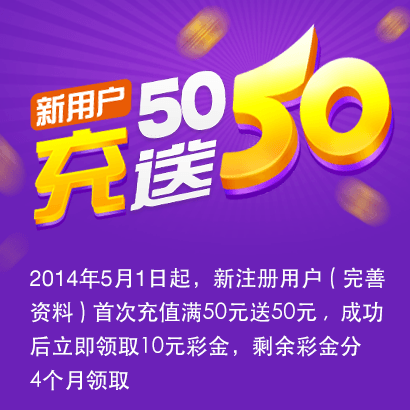 新用户
充50送50
2014年5月1日起，新注册用户（完善
资料）首次充值满50元送50元，成功
后立即领取10元彩金，剩余彩金分
4个月领取